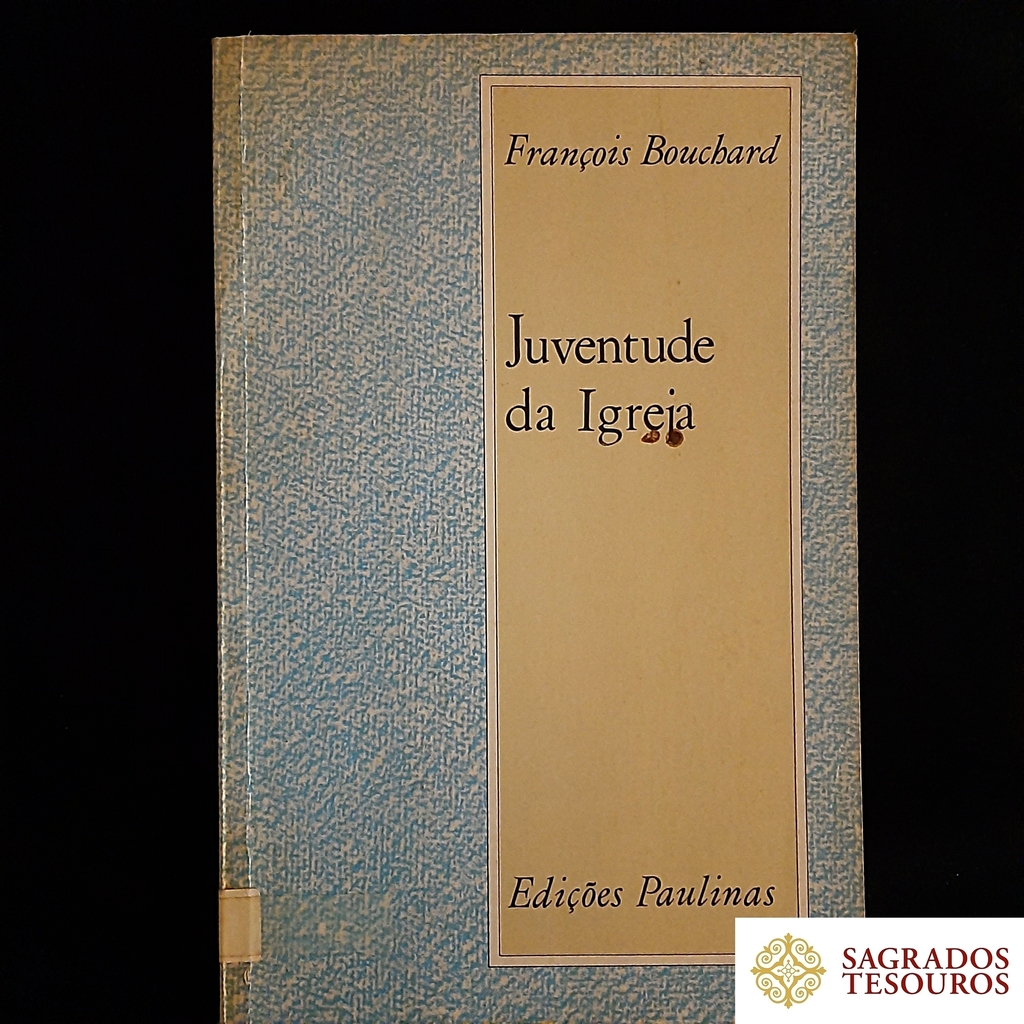 François Bouchard
Juventude
da Igreja
Edições Paulinas
SAGRADOS
TESOUROS